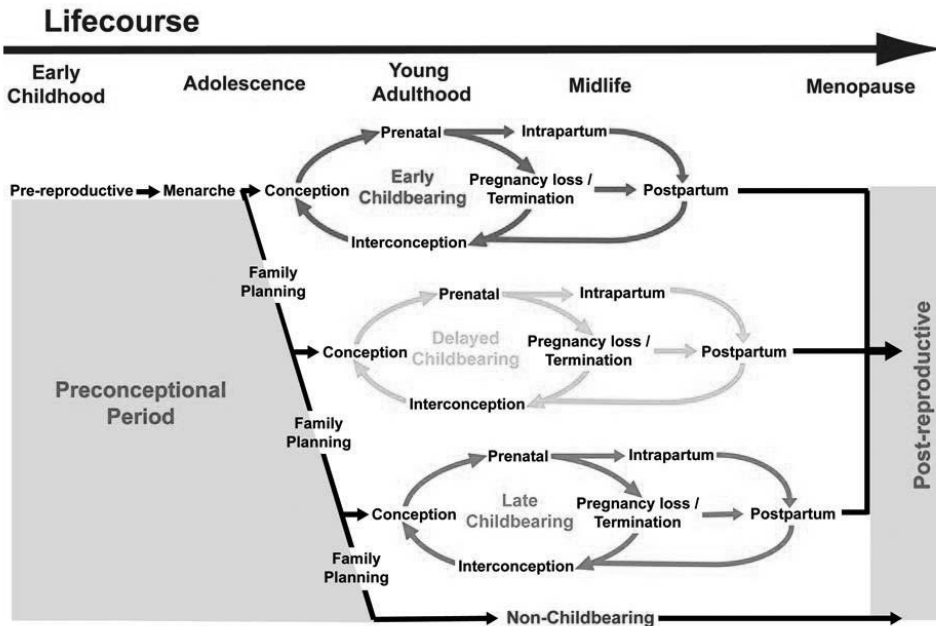 Lifecourse
Early
Childhood
Adolescence
Young
Adulthood
Midlife
Menopause
Prenatal
Intrapartum
Pre-reproductive
Menarche
Conception
Early
Childbearing
Pregnancy loss /
Termination
Postpartum
Interconception
Family
Planning
Prenatal
Intrapartum
Conception
Delayed
Childbearing
Pregnancy loss /
Termination
Postpartum
Interconception
Preconceptional
Period
Family
Planning
Prenatal
Intrapartum
Conception
Late
Childbearing
Pregnancy loss /
Termination
Postpartum
Interconception
Family
Planning
Non-Childbearing
Post-reproductive